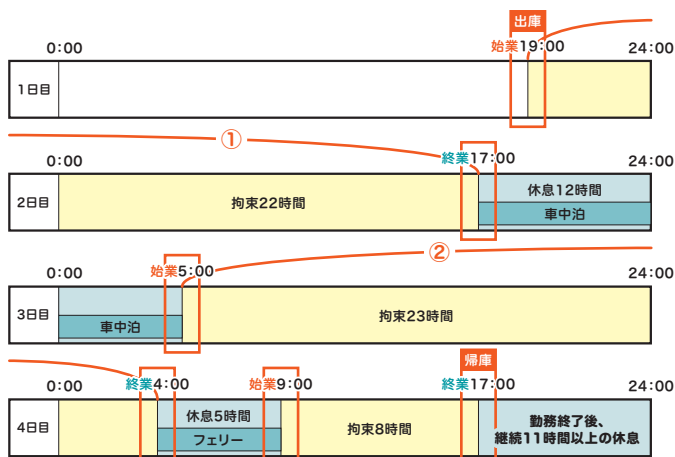 出庫
0:00
始業19:00
24:00
1日目
①
0:00
終業17:00
24:00
2日目
拘束22時間
休息12時間
車中泊
②
0:00
始業5:00
24:00
3日目
車中泊
拘束23時間
帰庫
0:00
終業4:00
始業9:00
終業17:00
24:00
4日目
休息5時間
フェリー
拘束8時間
勤務終了後、
継続11時間以上の休息